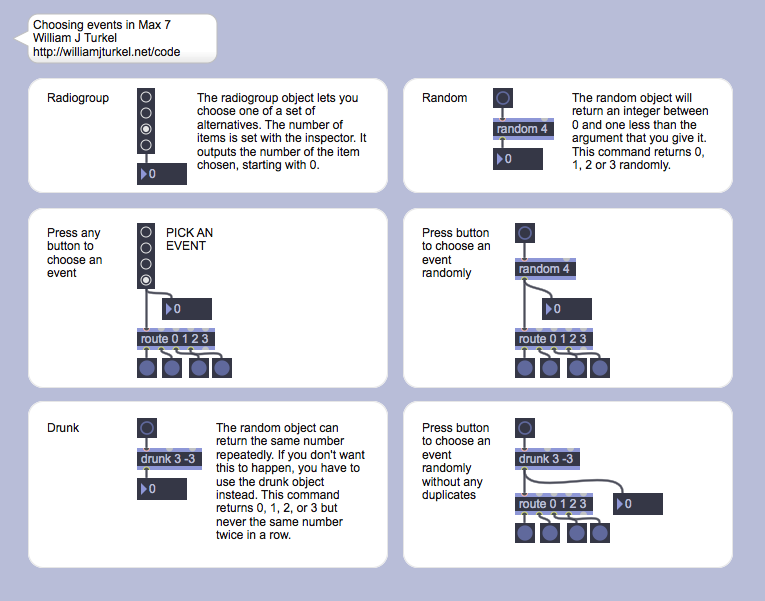 Choosing events in Max 7
William J Turkel
http://williamjturkel.net/code
Radiogroup
0
The radiogroup object lets you
choose one of a set of
alternatives. The number of
items is set with the inspector. It
outputs the number of the item
chosen, starting with 0.
Random
random 4
0
The random object will
return an integer between
0 and one less than the
argument that you give it.
This command returns 0,
1, 2 or 3 randomly.
Press any
button to
choose an
event
PICK AN
EVENT
0
route 0 1 2 3
Press button
to choose an
event
randomly
random 4
0
route 0 1 2 3
Drunk
drunk 3 -3
0
The random object can
return the same number
repeatedly. If you don't want
this to happen, you have to
use the drunk object
instead. This command
returns 0, 1, 2, or 3 but
never the same number
twice in a row.
Press button
to choose an
event
randomly
without any
duplicates
drunk 3 -3
route 0 1 2 3
0